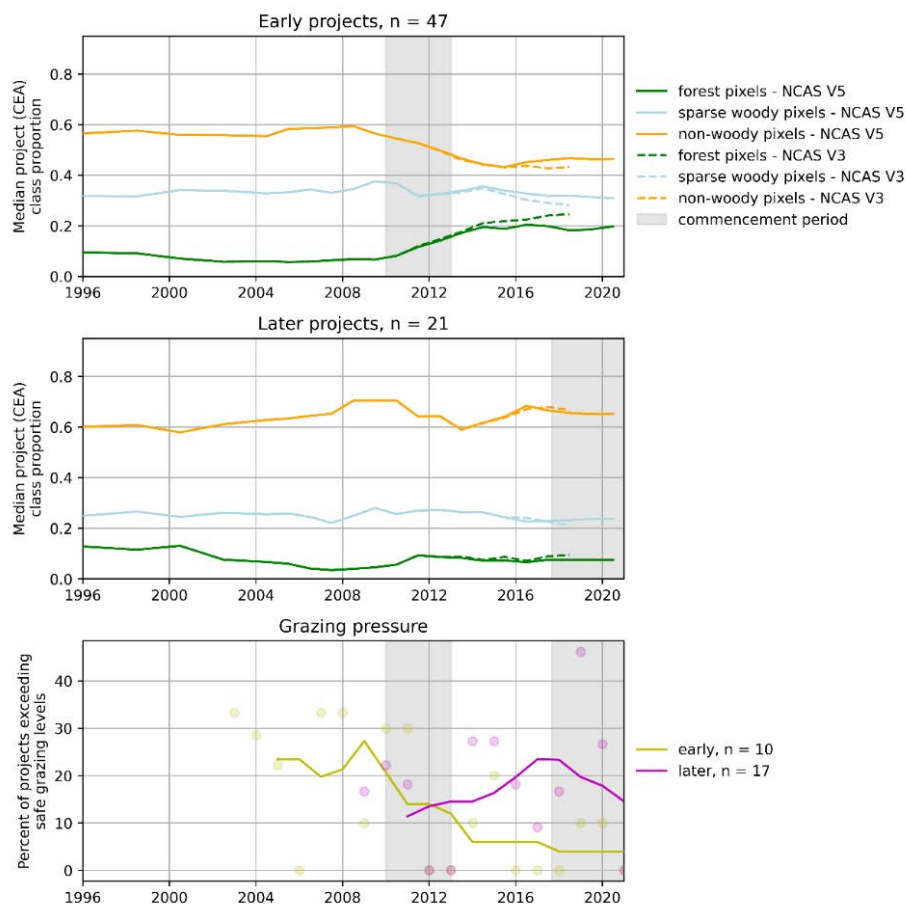 Early projects, n = 47
Median project (CEA)
class proportion
0.8
0.6
0.4
0.2
0.0
1996 2000 2004 2008 2012 2016 2020
forest pixels - NCAS V5
sparse woody pixels - NCAS V5
non-woody pixels - NCAS V5
forest pixels - NCAS V3
sparse woody pixels - NCAS V3
non-woody pixels - NCAS V3
commencement period
Later projects, n = 21
Median project (CEA)
class proportion
0.8
0.6
0.4
0.2
0.0
1996 2000 2004 2008 2012 2016 2020
Grazing pressure
Percent of projects exceeding
safe grazing levels
40
30
20
10
0
1996 2000 2004 2008 2012 2016 2020
early, n = 10
later, n = 17